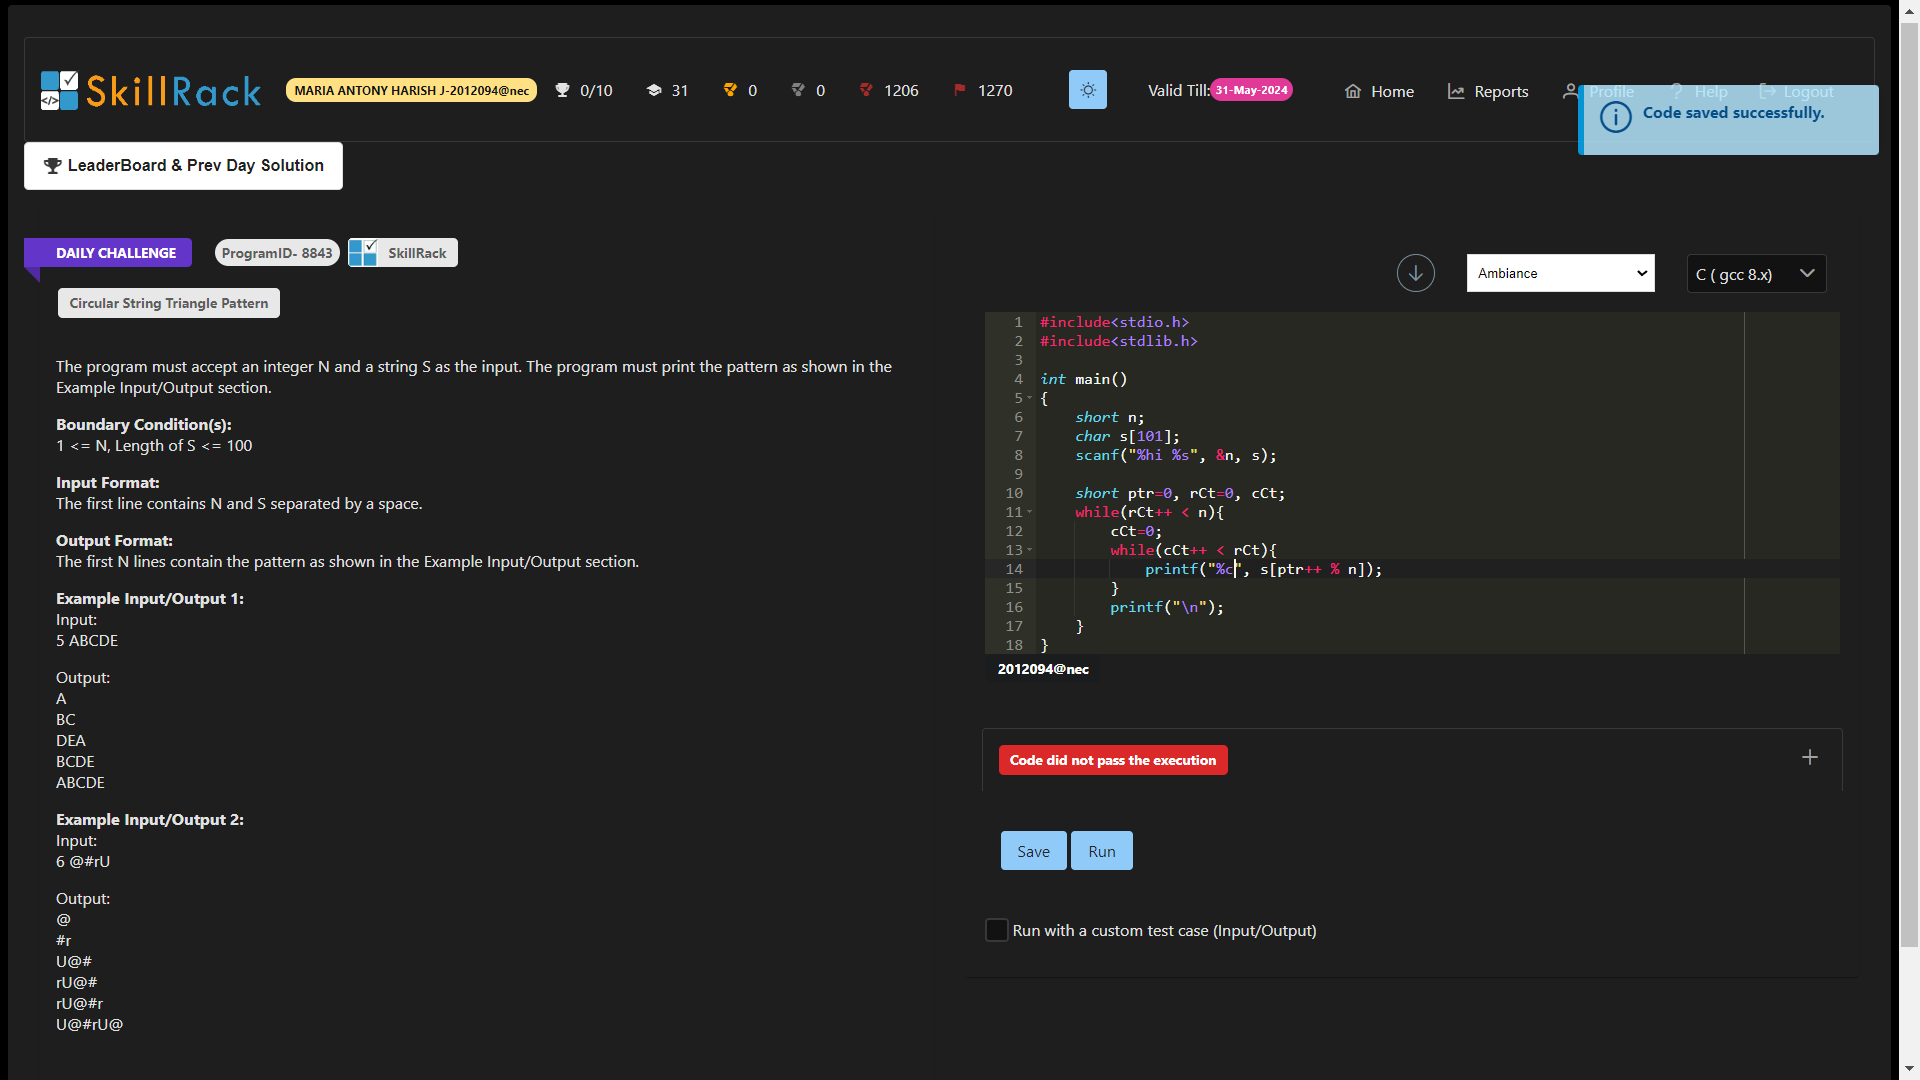 SkillRack
MARIA ANTONY HARISH J-2012094@nec
0/10
31
0
0
1206
1270
Valid Till: 31-May-2024
Home
Reports
Profile
Help
Logout
Code saved successfully.
LeaderBoard & Prev Day Solution
DAILY CHALLENGE
ProgramID- 8843
SkillRack
Circular String Triangle Pattern
The program must accept an integer N and a string S as the input. The program must print the pattern as shown in the
Example Input/Output section.
Boundary Condition(s):
1 <= N, Length of S <= 100
Input Format:
The first line contains N and S separated by a space.
Output Format:
The first N lines contain the pattern as shown in the Example Input/Output section.
Example Input/Output 1:
Input:
5 ABCDE
Output:
A
BC
DEA
BCDE
ABCDE
Example Input/Output 2:
Input:
6 @#rU
Output:
@
#r
U@#
rU@#
rU@#r
U@#rU@
Ambiance
C ( gcc 8.x)
1 #include<stdio.h>
2 #include<stdlib.h>
3
4 int main()
5 {
6 short n;
7 char s[101];
8 scanf("%hi %s", &n, s);
9
10 short ptr=0, rCt=0, cCt;
11 while(rCt++ < n){
12 cCt=0;
13 while(cCt++ < rCt){
14 printf("%c", s[ptr++ % n]);
15 }
16 printf("\n");
17 }
18 }
2012094@nec
Code did not pass the execution
Save
Run
Run with a custom test case (Input/Output)